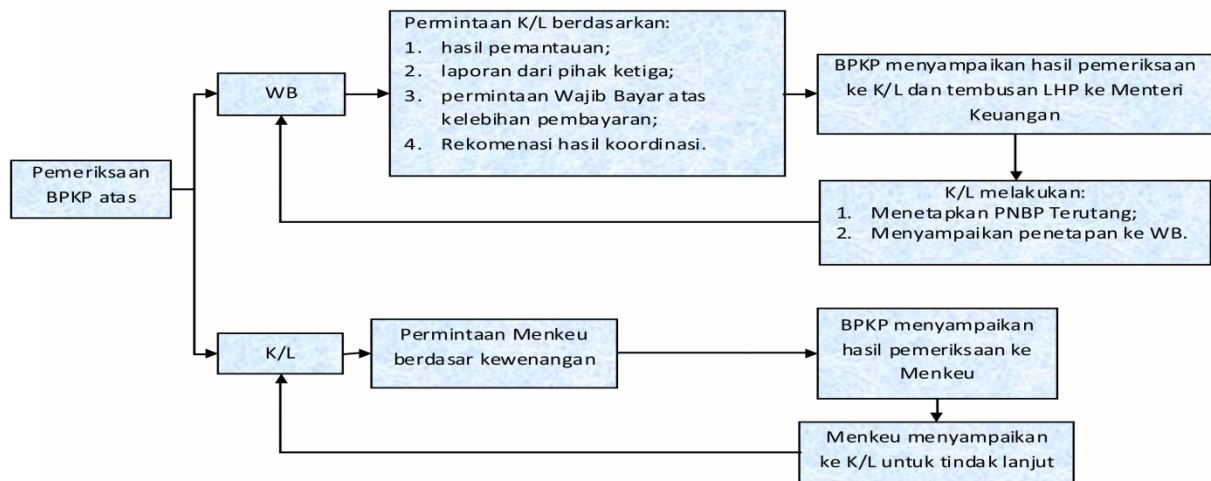 Pemeriksaan
BPKP atas
WB
Permintaan K/L berdasarkan:
1. hasil pemantauan;
2. laporan dari pihak ketiga;
3. permintaan Wajib Bayar atas
kelebihan pembayaran;
4. Rekomenasi hasil koordinasi.
BPKP menyampaikan hasil pemeriksaan
ke K/L dan tembusan LHP ke Menteri
Keuangan
K/L melakukan:
1. Menetapkan PNBP Terutang;
2. Menyampaikan penetapan ke WB.
K/L
Permintaan Menkeu
berdasar kewenangan
BPKP menyampaikan
hasil pemeriksaan ke
Menkeu
Menkeu menyampaikan
ke K/L untuk tindak lanjut